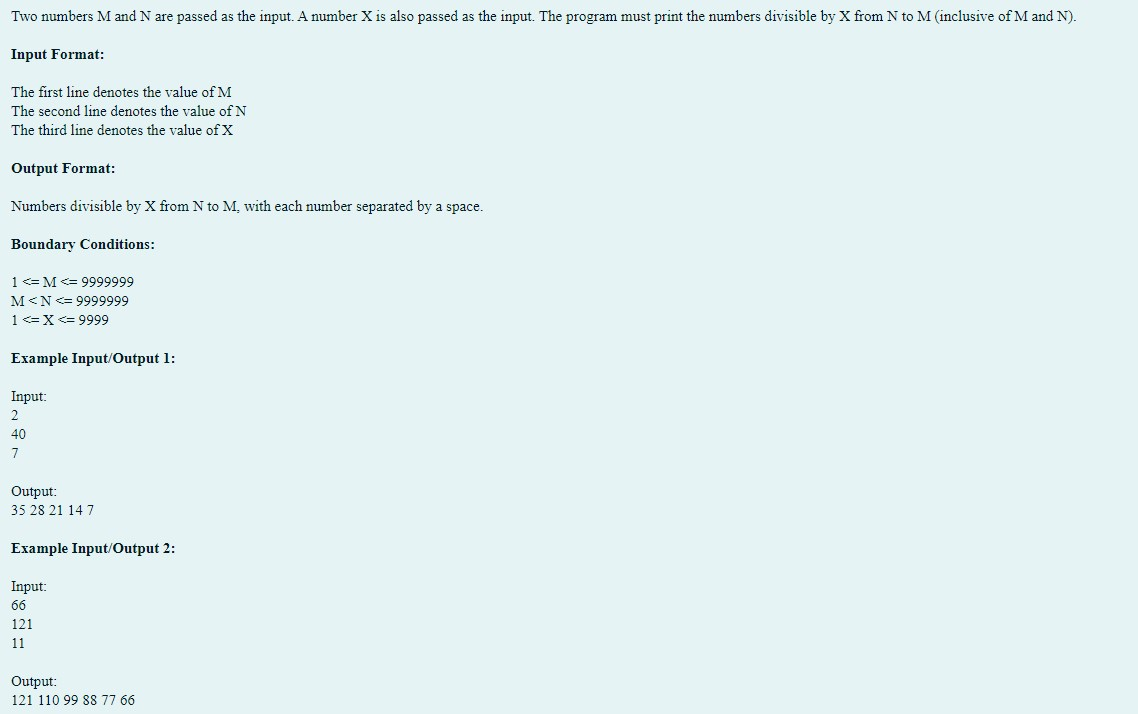 Two numbers M and N are passed as the input. A number X is also passed as the input. The program must print the numbers divisible by X from N to M (inclusive of M and N).
Input Format:
The first line denotes the value of M
The second line denotes the value of N
The third line denotes the value of X
Output Format:
Numbers divisible by X from N to M, with each number separated by a space.
Boundary Conditions:
1 <= M <= 9999999
M < N <= 9999999
1 <= X <= 9999
Example Input/Output 1:
Input:
2
40
7
Output:
35 28 21 14 7
Example Input/Output 2:
Input:
66
121
11
Output:
121 110 99 88 77 66